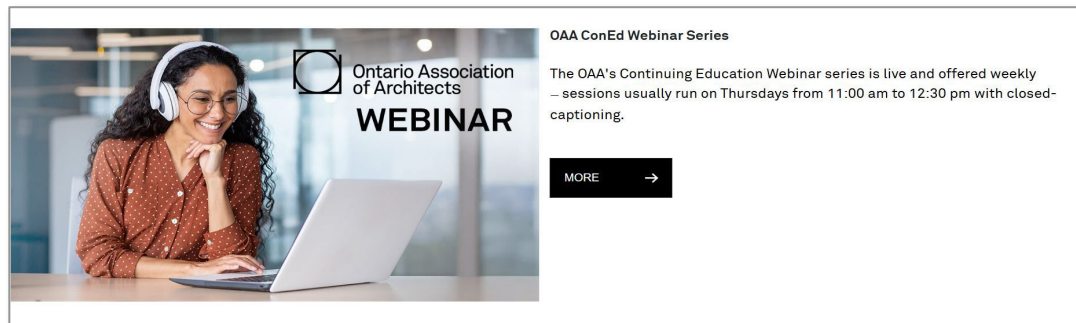 Ontario Association
of Architects
WEBINAR
OAA ConEd Webinar Series
The OAA's Continuing Education Webinar series is live and offered weekly
– sessions usually run on Thursdays from 11:00 am to 12:30 pm with closed-
captioning.
MORE →